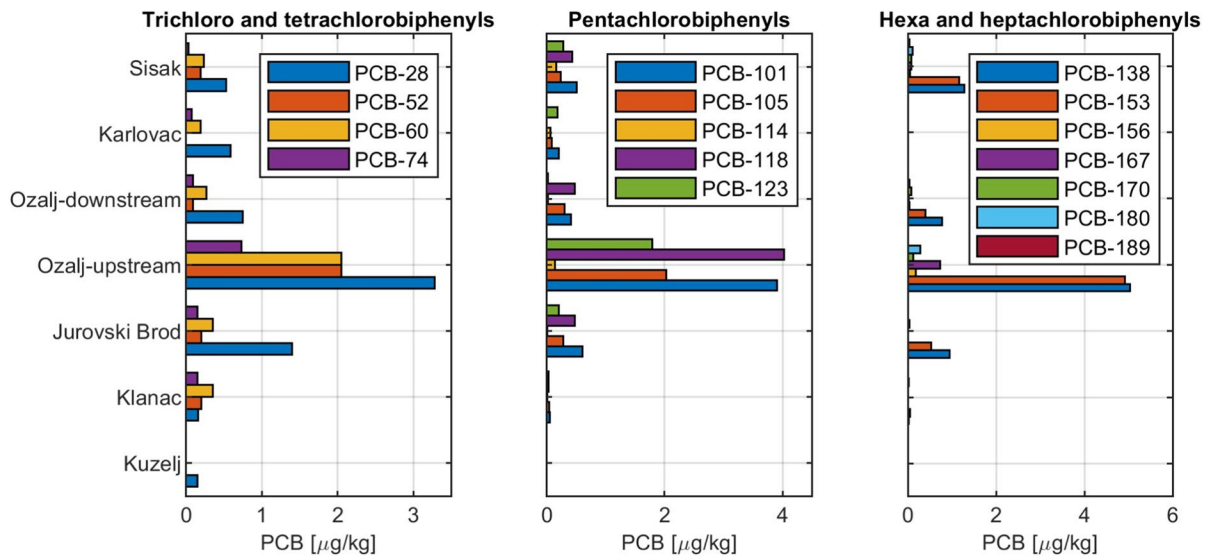 Trichloro and tetrachlorobiphenyls
Pentachlorobiphenyls
Hexa and heptachlorobiphenyls
Sisak
Karlovac
Ozalj-downstream
Ozalj-upstream
Jurovski Brod
Klanac
Kuzelj
PCB-28
PCB-52
PCB-60
PCB-74
0 1 2 3
PCB [μg/kg]
PCB-101
PCB-105
PCB-114
PCB-118
PCB-123
0 2 4
PCB [μg/kg]
PCB-138
PCB-153
PCB-156
PCB-167
PCB-170
PCB-180
PCB-189
0 2 4 6
PCB [μg/kg]